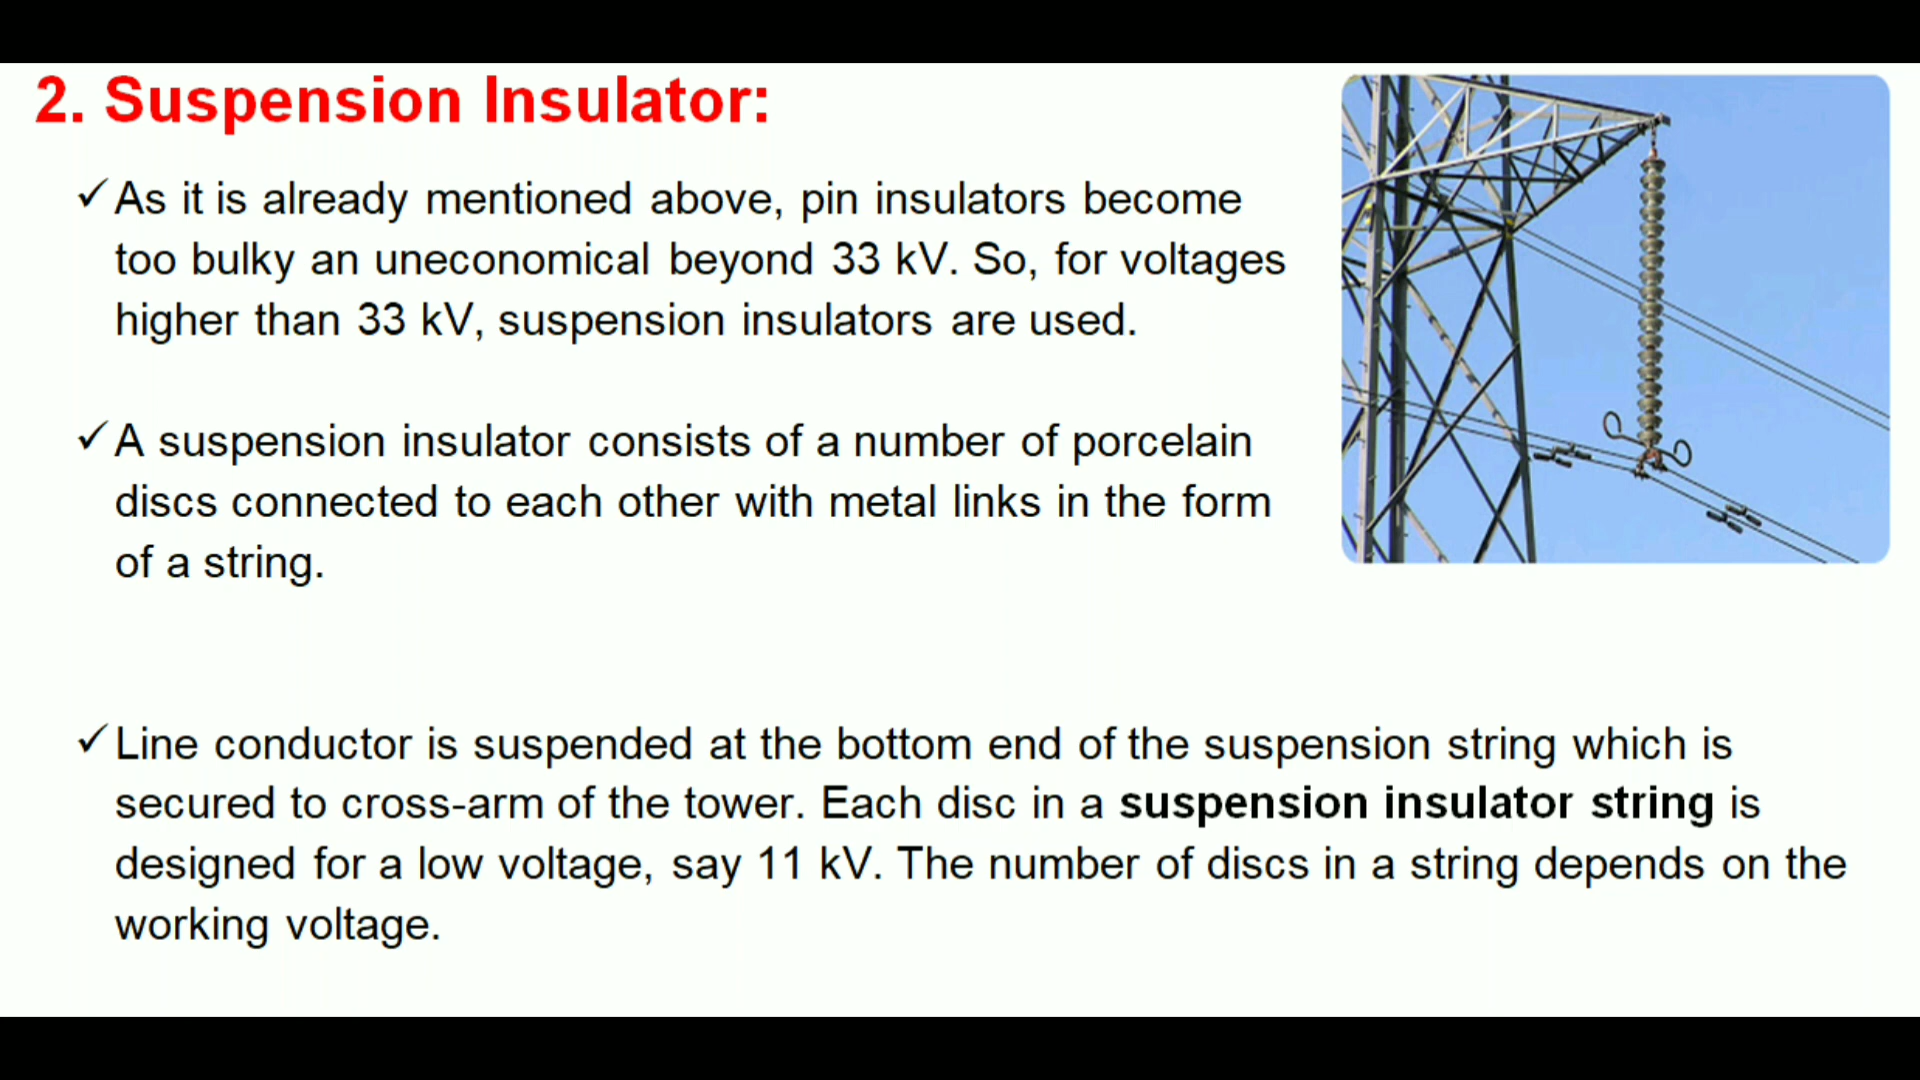 2. Suspension Insulator:
✓ As it is already mentioned above, pin insulators become
too bulky an uneconomical beyond 33 kV. So, for voltages
higher than 33 kV, suspension insulators are used.
✓ A suspension insulator consists of a number of porcelain
discs connected to each other with metal links in the form
of a string.
✓ Line conductor is suspended at the bottom end of the suspension string which is
secured to cross-arm of the tower. Each disc in a suspension insulator string is
designed for a low voltage, say 11 kV. The number of discs in a string depends on the
working voltage.